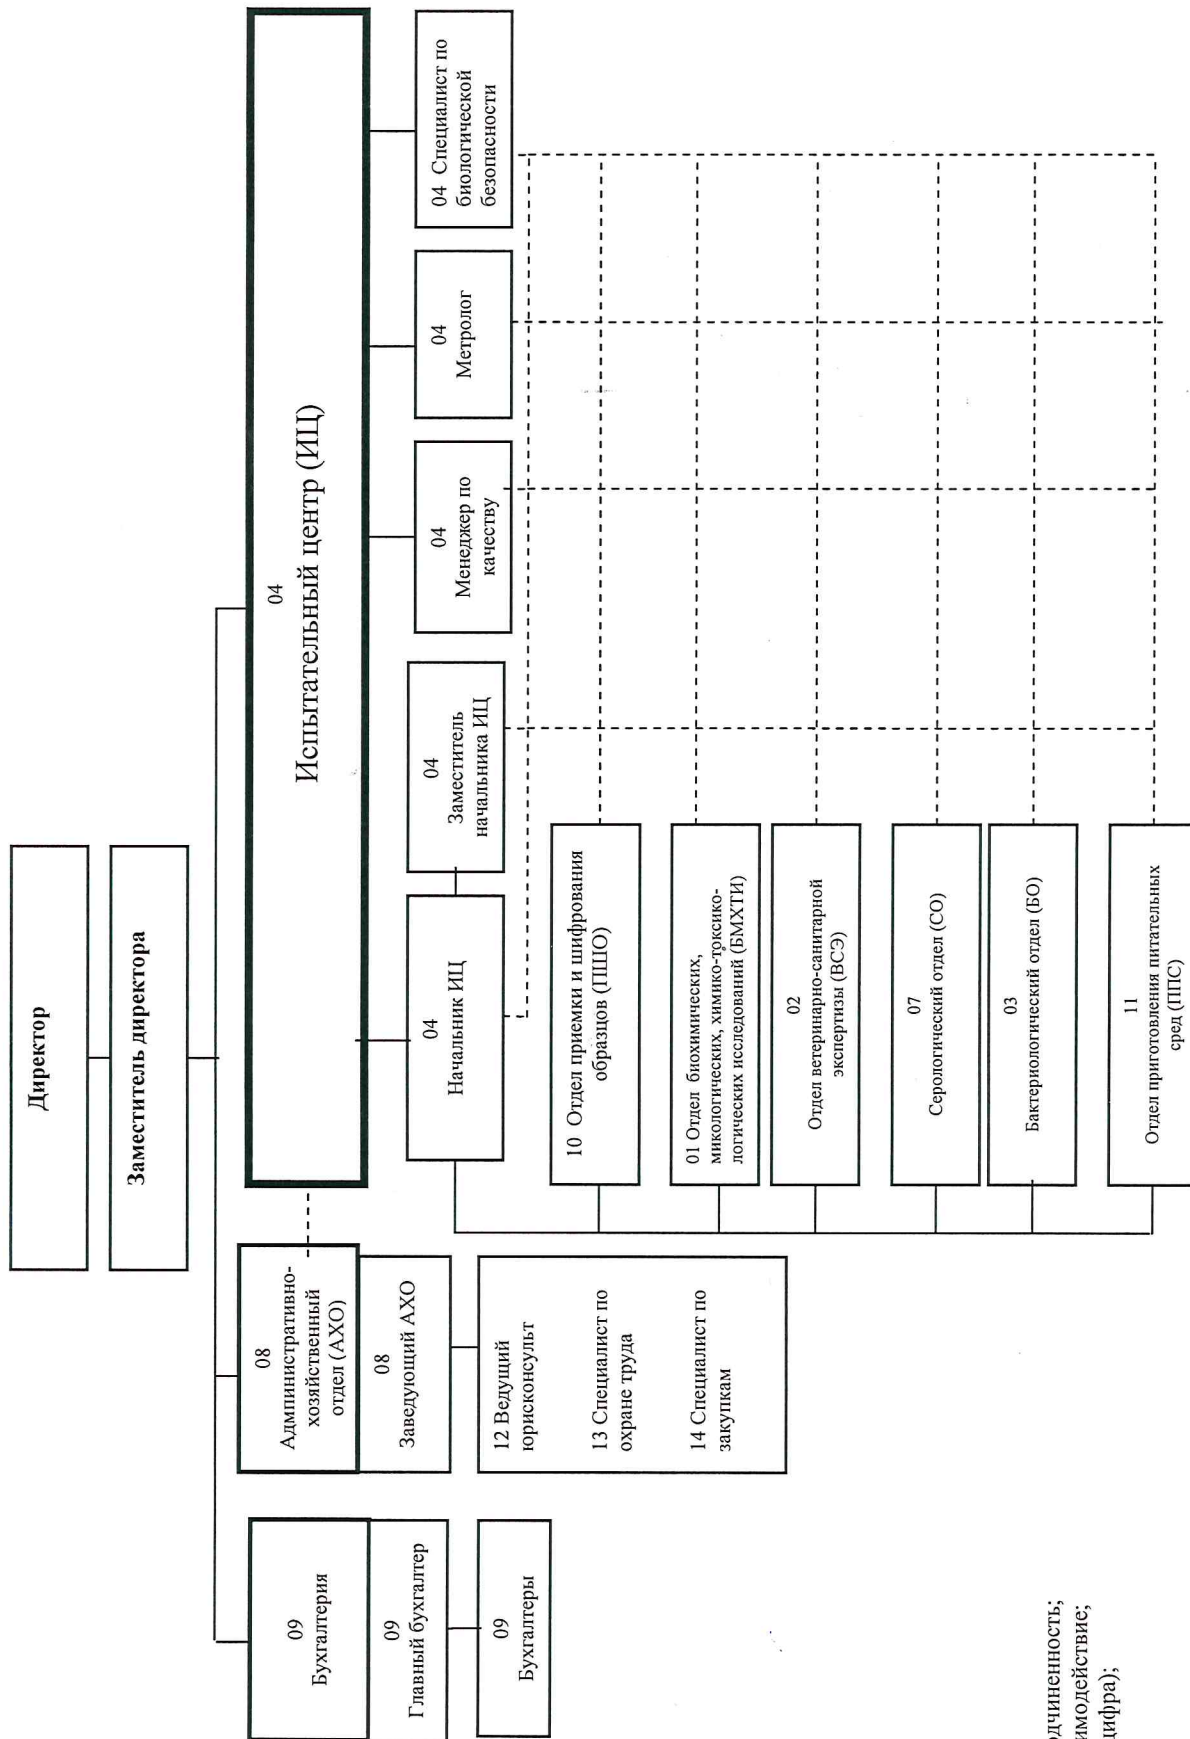 Директор
Заместитель директора
09
Бухгалтерия
09
Главный бухгалтер
09
Бухгалтеры
08
Адмпинистративно-
хозяйственный
отдел (АХО)
08
Заведующий АХО
12 Ведущий
юрисконсульт
13 Специалист по
охране труда
14 Специалист по
закупкам
04
Испытательный центр (ИЦ)
04
Начальник ИЦ
04
Заместитель
начальника ИЦ
04
Менеджер по
качеству
04
Метролог
04 Специалист по
биологической
безопасности
10 Отдел приемки и шифрования
образцов (ПШО)
01 Отдел биохимических,
микологических, химико-токсико-
логических исследований (БМХТИ)
02
Отдел ветеринарно-санитарной
экспертизы (ВСЭ)
07
Серологический отдел (СО)
03
Бактериологический отдел (БО)
11
Отдел приготовления питательных
сред (ППС)
одчиненность;
имодействие;
цифра);